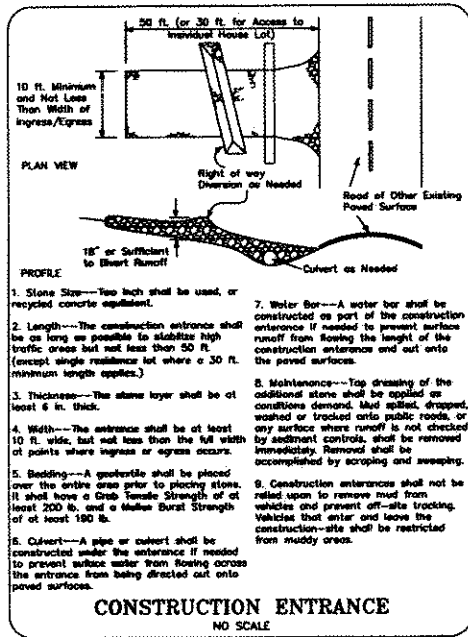 50 ft. (or 30 ft. for Access to
Individual House Lot)
10 ft. Minimum
and Not Less
Than Width of
Ingress/Egress
PLAN VIEW
Right of way
Diversion as Needed
Road of Other Existing
Paved Surface
18" or Sufficient
to Divert Runoff
Culvert as Needed
PROFILE
1. Stone Size--Two inch shall be used, or
recycled concrte equilient.
2. Length--The construction entrance shall
be as long as possible to stabilize high
traffic areas but not less than 50 ft.
(except single residence lot where a 30 ft.
minimum length applies.)
3. Thickness--The stone layer shall be at
least 6 in. thick.
4. Width--The entrance shall be at least
10 ft. wide, but not less than the full width
at points where ingress or egress occurs.
5. Bedding--A geotextile shall be placed
over the entire area prior to placing stone.
It shall have a Grab Tensile Strength of at
least 200 lb. and a Mullen Burst Strength
of at least 190 lb.
6. Culvert--A pipe or culvert shall be
constructed under the enterance if needed
to prevent surface water from flowing across
the entrance from being directed out onto
paved surfaces.
7. Water Bar--A water bar shall be
constructed as part of the construction
enterance if needed to prevent surface
runoff from flowing the lenght of the
construction enterance and out onto
the paved surfaces.
8. Maintenance--Top dressing of the
additional stone shall be applied as
conditions demand. Mud spilled, dropped,
washed or tracked onto public roads, or
any surface where runoff is not checked
by sediment controls, shall be removed
immediately. Removal shall be
accomplished by scraping and sweeping.
9. Construction enterances shall not be
relied upon to remove mud from
vehicles and prevent off-site tracking.
Vehicles that enter and leave the
construction-site shall be restricted
from muddy areas.
CONSTRUCTION ENTRANCE
NO SCALE